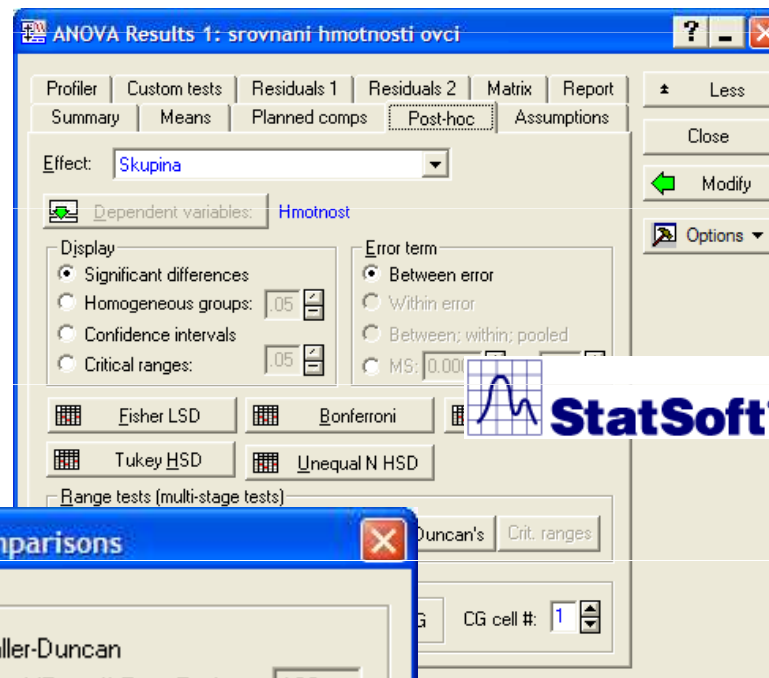 ANOVA Results 1: srovnani hmotnosti ovci
Profiler Custom tests Residuals 1 Residuals 2 Matrix Report
Summary Means Planned comps Post-hoc Assumptions
Less
Close
Modify
Options
Effect: Skupina
Dependent variables: Hmotnost
Display
Significant differences
Homogeneous groups: .05
Confidence intervals
Critical ranges: .05
Error term
Between error
Within error
Between; within; pooled
MS: 0.000
StatSoft
Fisher LSD Bonferroni
Tukey HSD Unequal N HSD
Range tests (multi-stage tests)
Duncan's Crit. ranges
CG cell #: 1